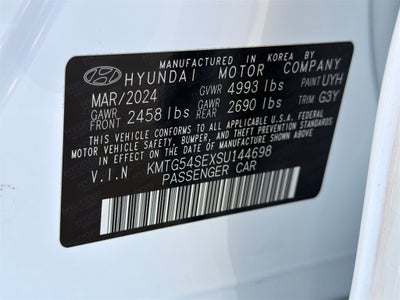 MANUFACTURED IN KOREA BY
HYUNDAI MOTOR COMPANY
MAR/2024 GVWR 4993 lbs PAINT UYH
GAWR FRONT 2458 lbs GAWR REAR 2690 lbs TRIM G3Y
THIS VEHICLE CONFORMS TO ALL APPLICABLE U.S.A. FEDERAL
MOTOR VEHICLE SAFETY, BUMPER, AND THEFT PREVENTION
STANDARDS IN EFFECT ON THE DATE OF MANUFACTURE SHOWN ABOVE.
V.I.N KMTG54SEXSU144698
PASSENGER CAR